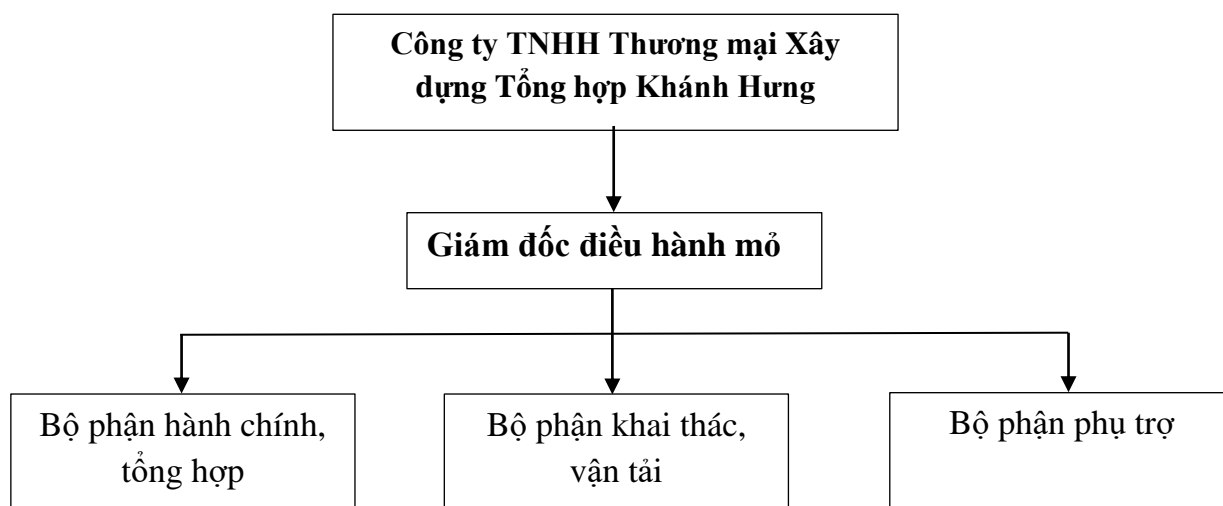 Công ty TNHH Thương mại Xây
dựng Tổng hợp Khánh Hưng
Giám đốc điều hành mỏ
Bộ phận hành chính,
tổng hợp
Bộ phận khai thác,
vận tải
Bộ phận phụ trợ